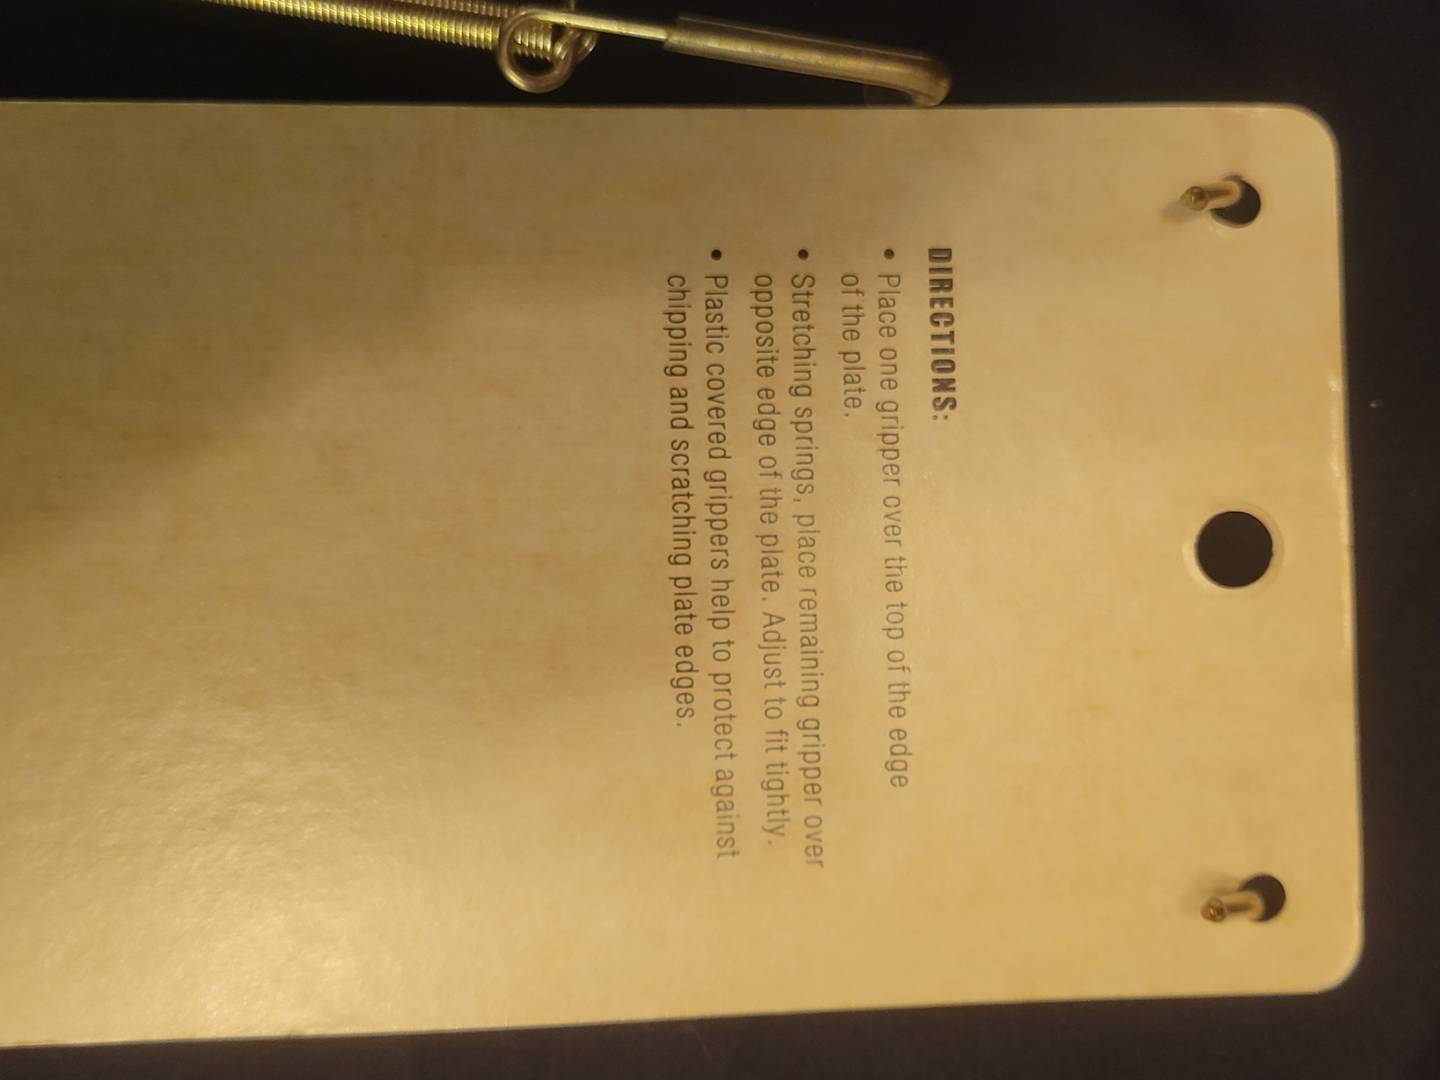 DIRECTIONS:
• Place one gripper over the top of the edge
of the plate.
• Stretching springs, place remaining gripper over
opposite edge of the plate. Adjust to fit tightly.
• Plastic covered grippers help to protect against
chipping and scratching plate edges.